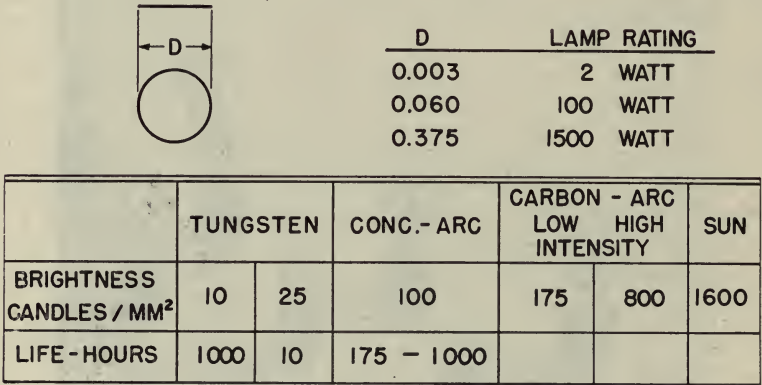 D
D LAMP RATING
0.003 2 WATT
0.060 100 WATT
0.375 1500 WATT
TUNGSTEN CONC.-ARC CARBON - ARC LOW HIGH INTENSITY SUN
BRIGHTNESS CANDLES / MM² 10 25 100 175 800 1600
LIFE-HOURS 1000 10 175 - 1000